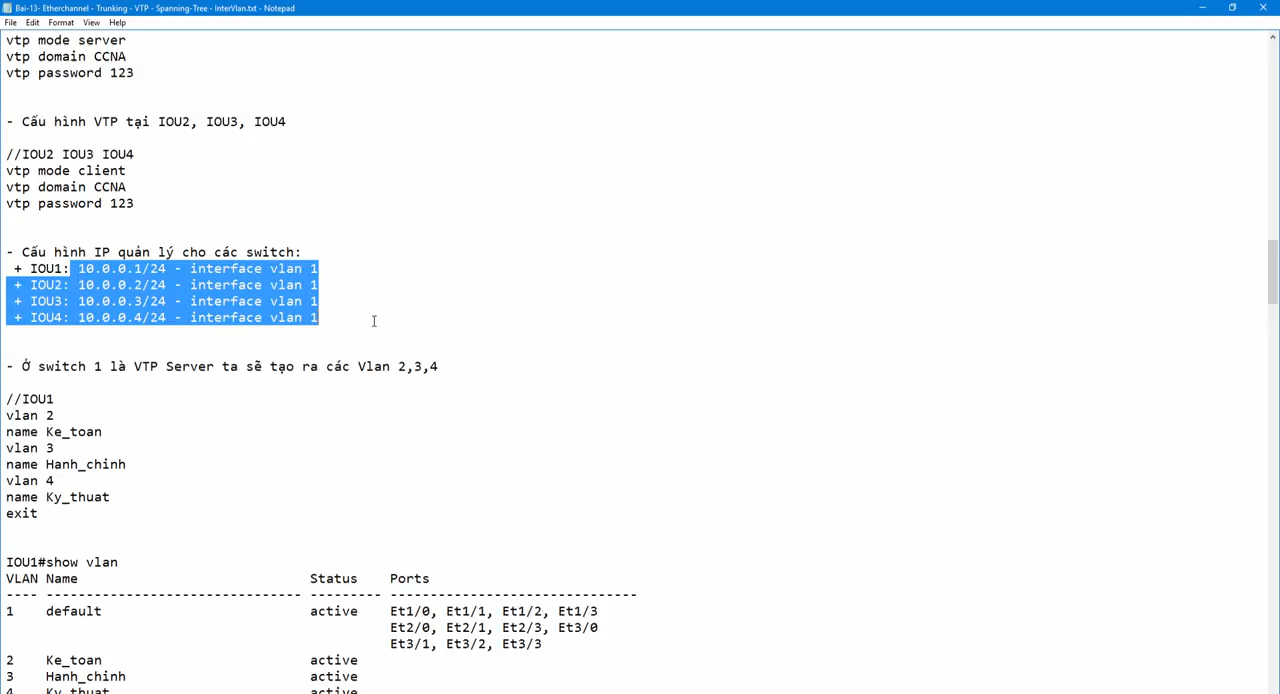 Bai-13- Etherchannel - Trunking - VTP - Spanning-Tree - InterVlan.txt - Notepad
File Edit Format View Help
vtp mode server
vtp domain CCNA
vtp password 123
- Cấu hình VTP tại IOU2, IOU3, IOU4
//IOU2 IOU3 IOU4
vtp mode client
vtp domain CCNA
vtp password 123
- Cấu hình IP quản lý cho các switch:
+ IOU1: 10.0.0.1/24 - interface vlan 1
+ IOU2: 10.0.0.2/24 - interface vlan 1
+ IOU3: 10.0.0.3/24 - interface vlan 1
+ IOU4: 10.0.0.4/24 - interface vlan 1
- Ở switch 1 là VTP Server ta sẽ tạo ra các Vlan 2,3,4
//IOU1
vlan 2
name Ke_toan
vlan 3
name Hanh_chinh
vlan 4
name Ky_thuat
exit
IOU1#show vlan
VLAN Name Status Ports
---- -------------------------------- --------- -------------------------------
1 default active Et1/0, Et1/1, Et1/2, Et1/3
Et2/0, Et2/1, Et2/3, Et3/0
Et3/1, Et3/2, Et3/3
2 Ke_toan active
3 Hanh_chinh active
4 Ky_thuat active